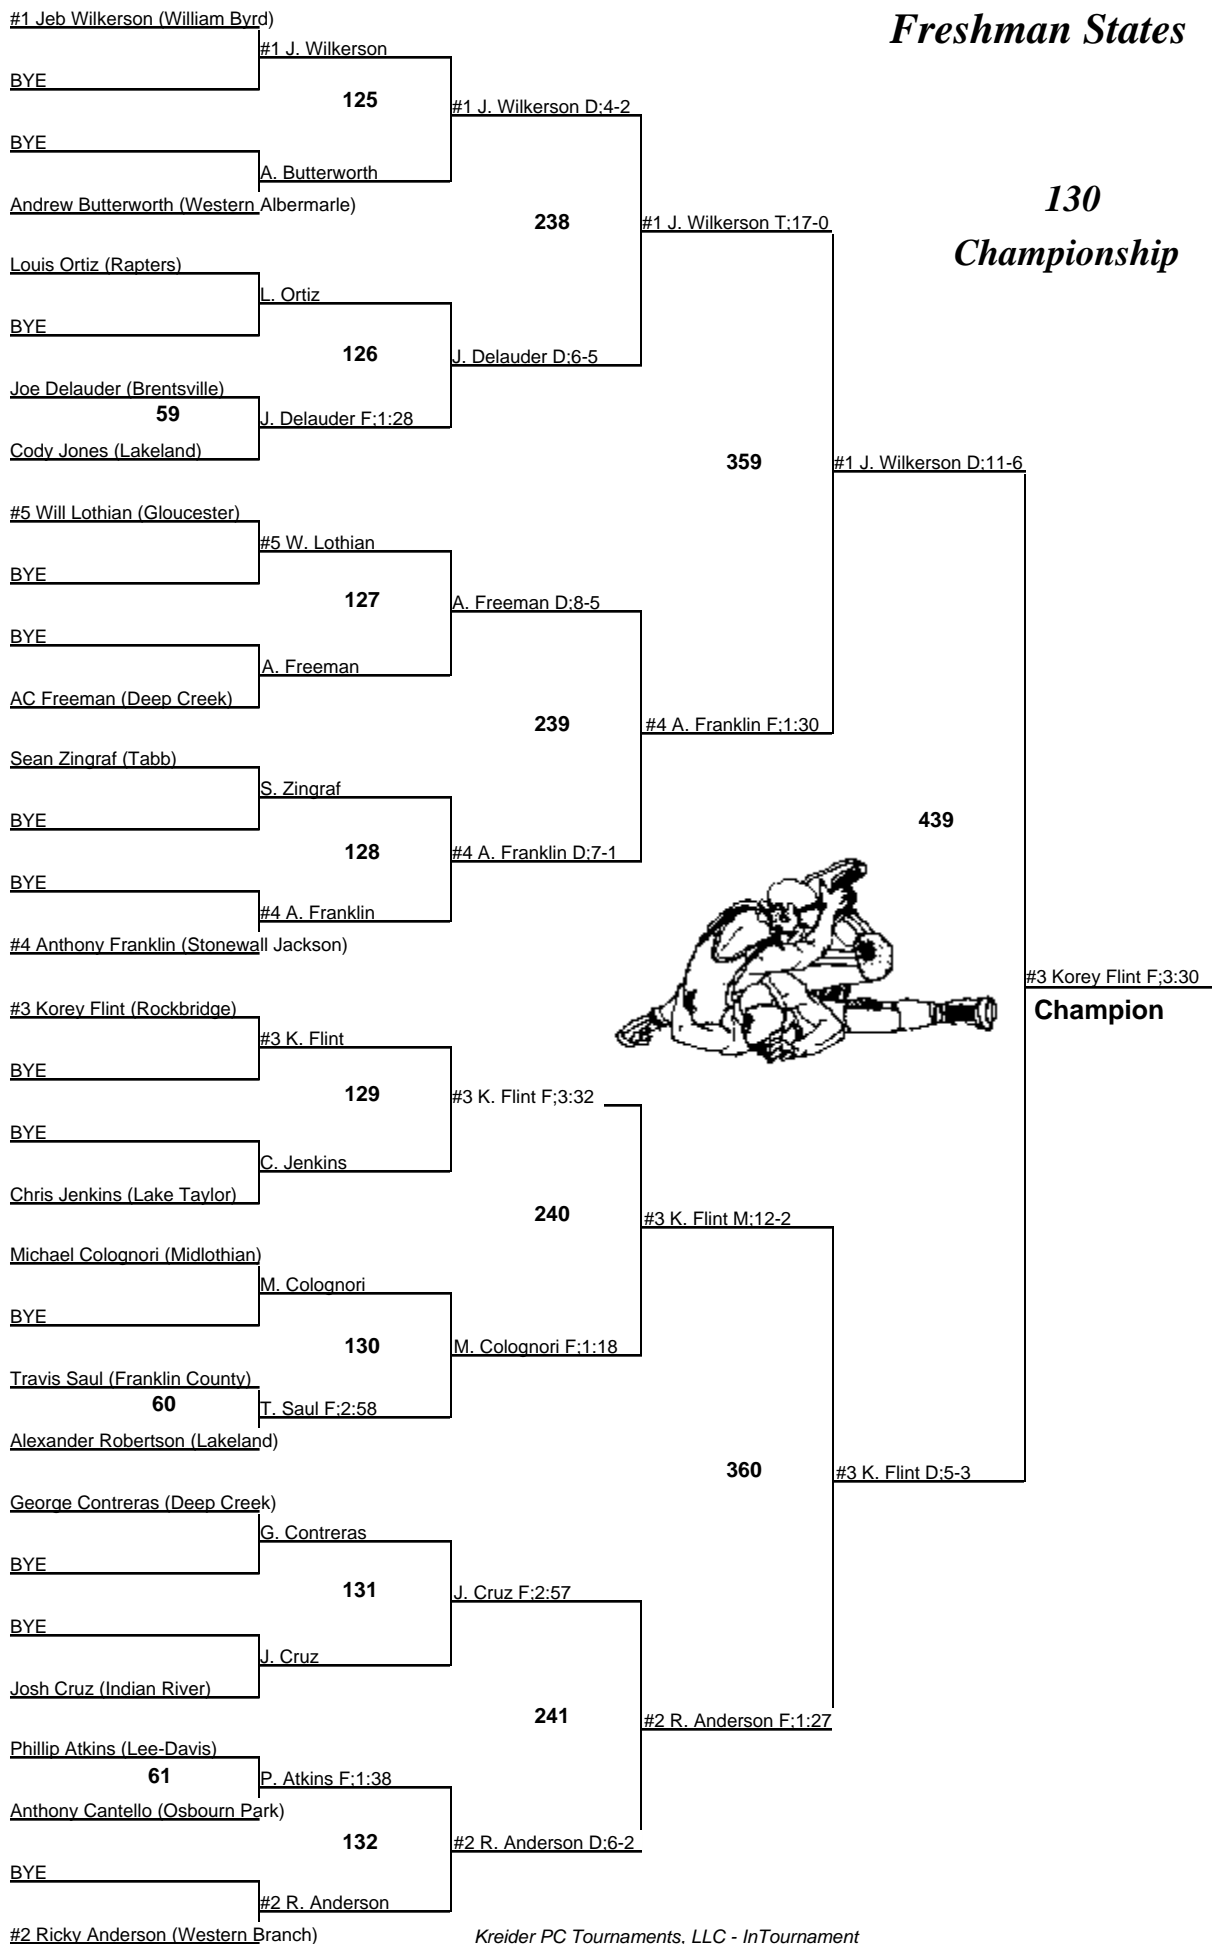 Freshman States
130
Championship
#1 Jeb Wilkerson (William Byrd)
BYE
BYE
Andrew Butterworth (Western Albermarle)
Louis Ortiz (Rapters)
BYE
Joe Delauder (Brentsville)
59
Cody Jones (Lakeland)
#5 Will Lothian (Gloucester)
BYE
BYE
AC Freeman (Deep Creek)
Sean Zingraf (Tabb)
BYE
BYE
#4 Anthony Franklin (Stonewall Jackson)
#3 Korey Flint (Rockbridge)
BYE
BYE
Chris Jenkins (Lake Taylor)
Michael Colognori (Midlothian)
BYE
Travis Saul (Franklin County)
60
Alexander Robertson (Lakeland)
George Contreras (Deep Creek)
BYE
BYE
Josh Cruz (Indian River)
Phillip Atkins (Lee-Davis)
61
Anthony Cantello (Osbourn Park)
BYE
#2 Ricky Anderson (Western Branch)
#1 J. Wilkerson
125
A. Butterworth
L. Ortiz
126
J. Delauder F;1:28
#5 W. Lothian
127
A. Freeman
S. Zingraf
128
#4 A. Franklin
#3 K. Flint
129
C. Jenkins
M. Colognori
130
T. Saul F;2:58
G. Contreras
131
J. Cruz
P. Atkins F;1:38
132
#2 R. Anderson
#1 J. Wilkerson D;4-2
238
J. Delauder D;6-5
A. Freeman D;8-5
239
#4 A. Franklin D;7-1
#3 K. Flint F;3:32
240
M. Colognori F;1:18
J. Cruz F;2:57
241
#2 R. Anderson D;6-2
#1 J. Wilkerson T;17-0
359
#4 A. Franklin F;1:30
#3 K. Flint M;12-2
360
#2 R. Anderson F;1:27
#1 J. Wilkerson D;11-6
439
#3 K. Flint D;5-3
#3 Korey Flint F;3:30
Champion
Kreider PC Tournaments, LLC - InTournament